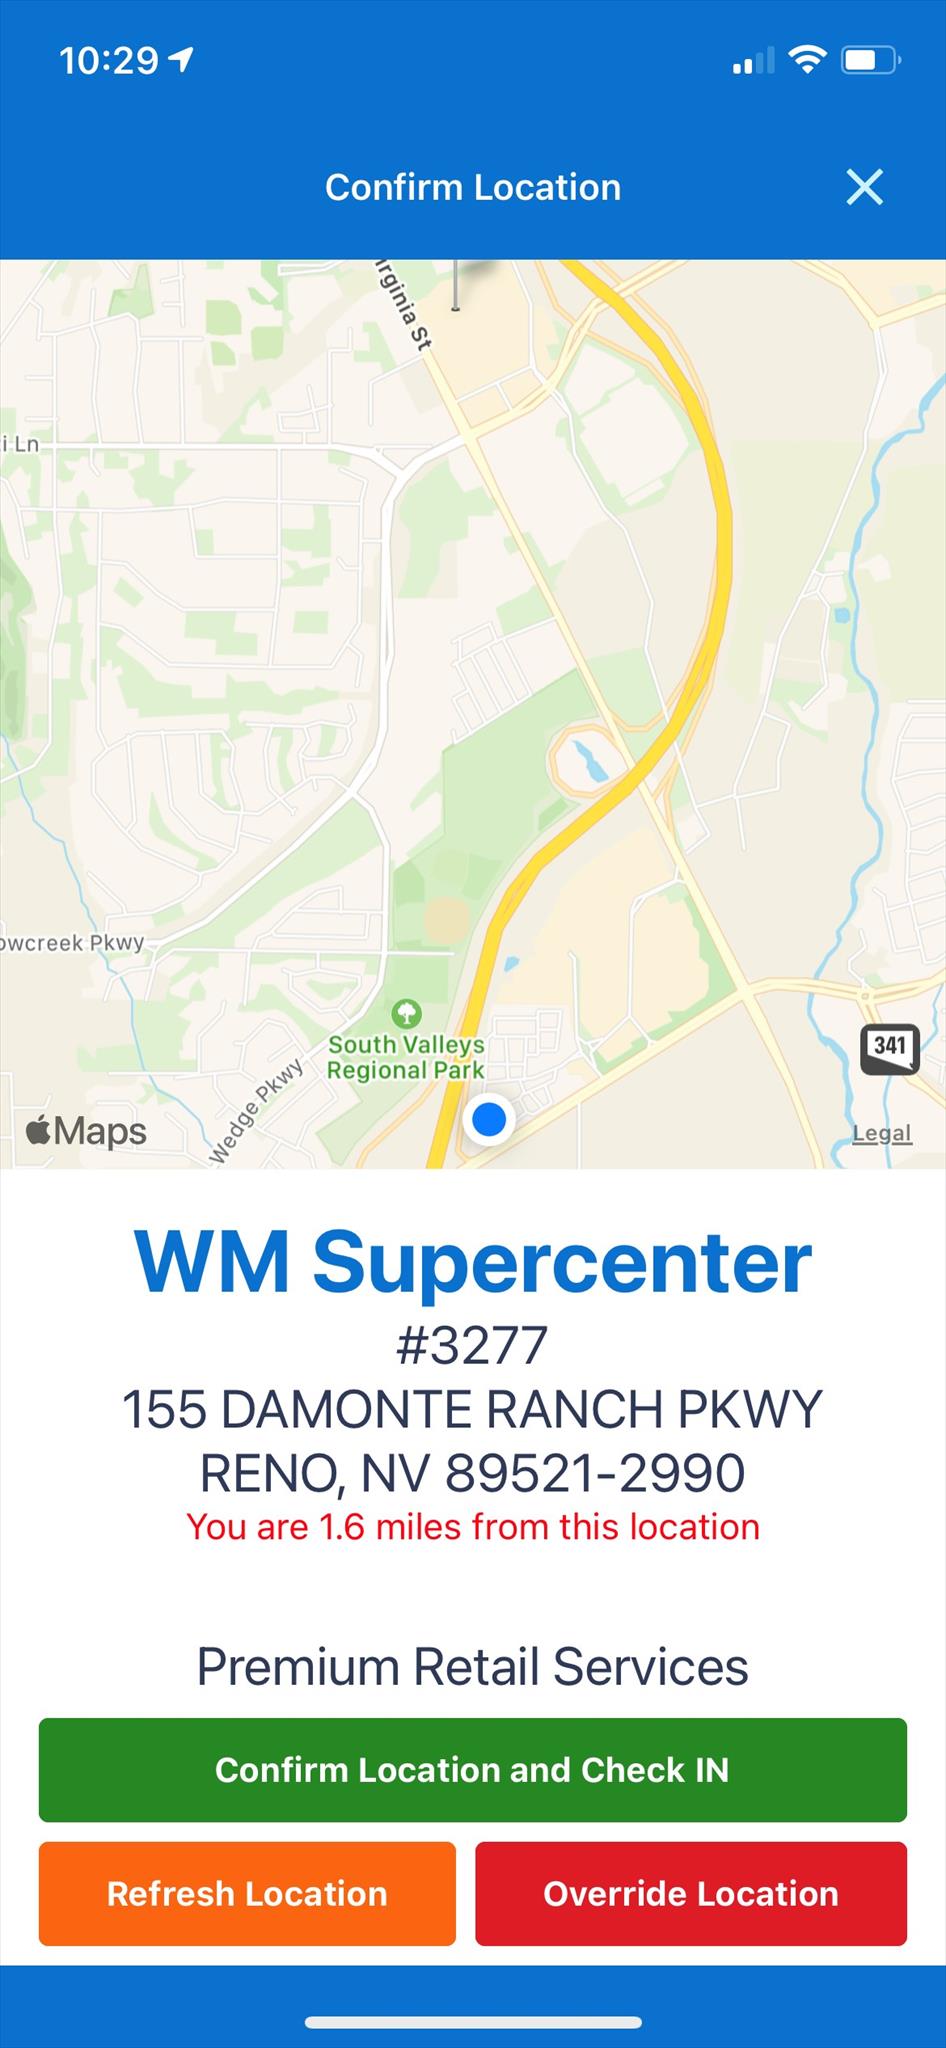 10:29
Confirm Location
irginia St
i Ln
owcreek Pkwy
South Valleys
Regional Park
341
Wedge Pkwy
Maps
Legal
WM Supercenter
#3277
155 DAMONTE RANCH PKWY
RENO, NV 89521-2990
You are 1.6 miles from this location
Premium Retail Services
Confirm Location and Check IN
Refresh Location
Override Location